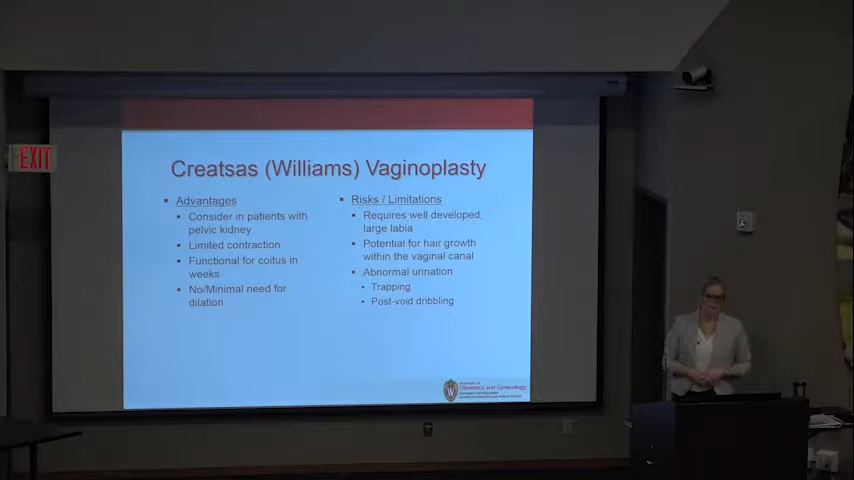 EXIT
Creatsas (Williams) Vaginoplasty
Advantages
Consider in patients with
pelvic kidney
Limited contraction
Functional for coitus in
weeks
No/Minimal need for
dilation
Risks / Limitations
Requires well developed,
large labia
Potential for hair growth
within the vaginal canal
Abnormal urination
Trapping
Post-void dribbling
W
Obstetrics and Gynecology